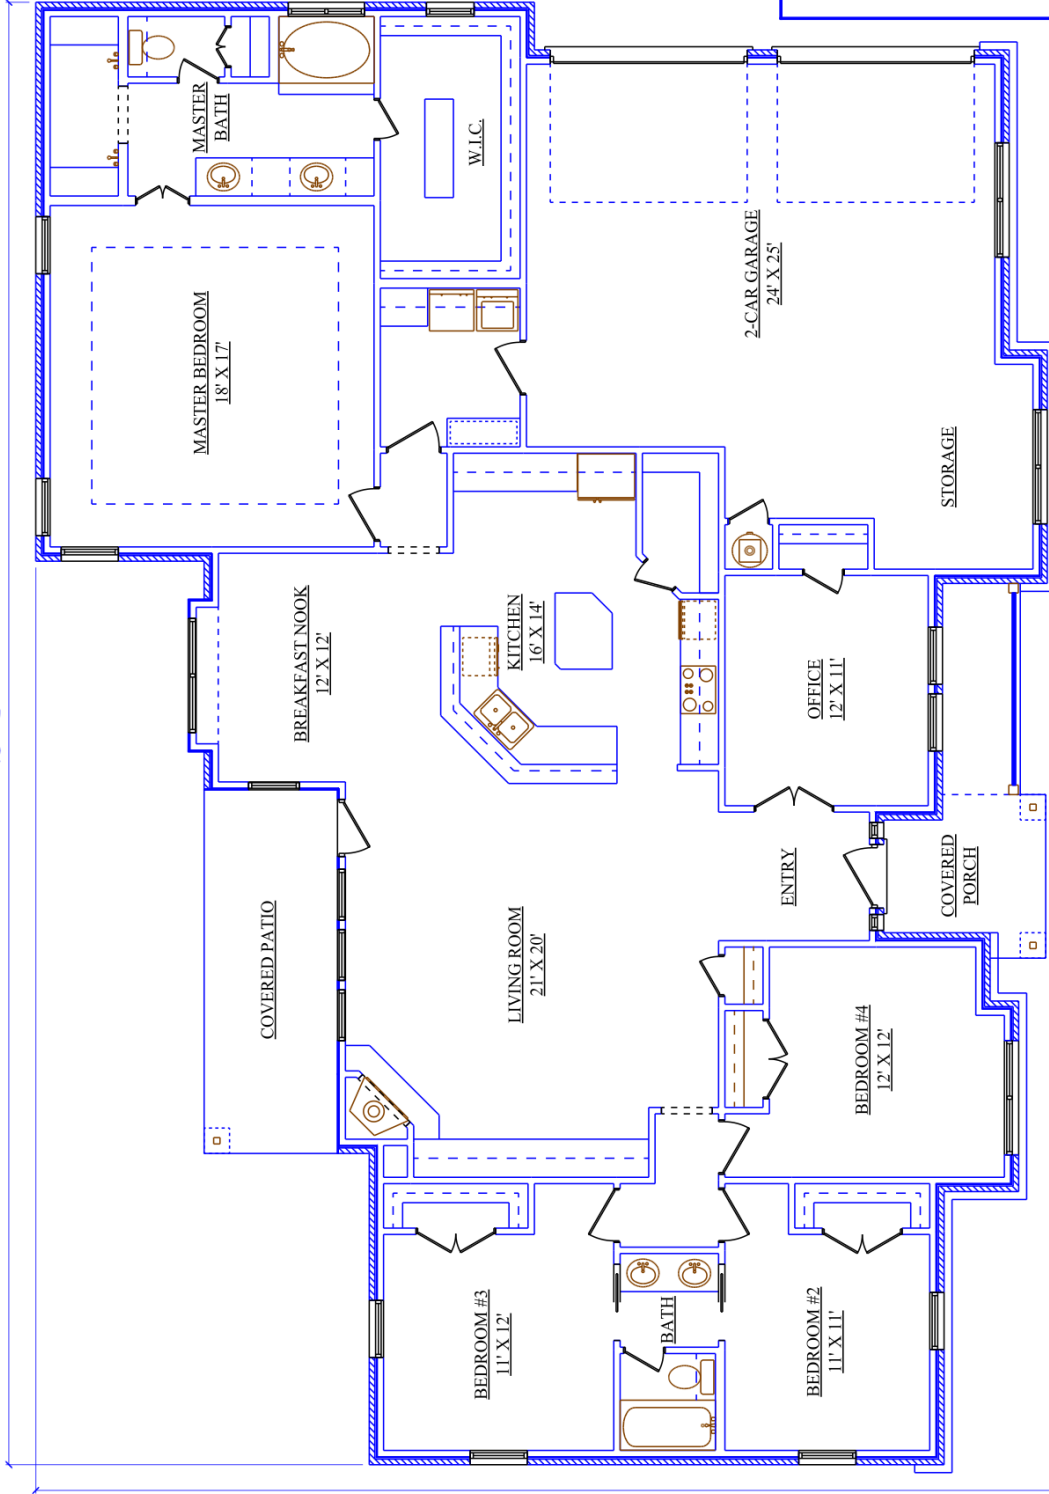 MASTER
BATH
W.I.C.
MASTER BEDROOM
18' X 17'
2-CAR GARAGE
24' X 25'
STORAGE
BREAKFAST NOOK
12' X 12'
KITCHEN
16' X 14'
OFFICE
12' X 11'
COVERED PATIO
LIVING ROOM
21' X 20'
ENTRY
COVERED
PORCH
BEDROOM #4
12' X 12'
BEDROOM #3
11' X 12'
BATH
BEDROOM #2
11' X 11'